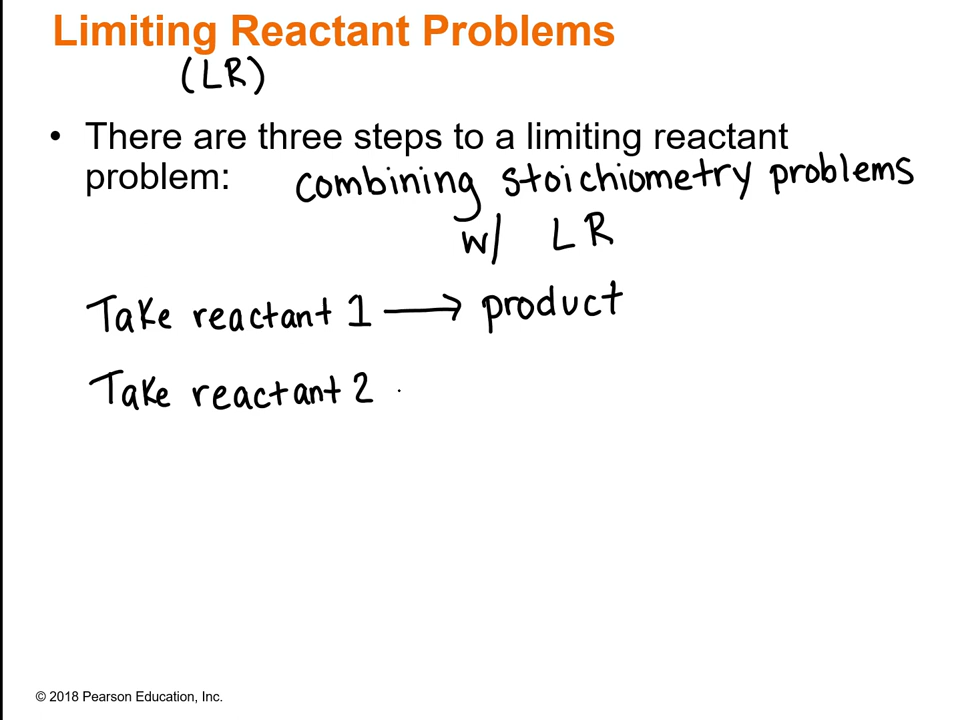 Limiting Reactant Problems
(LR)
• There are three steps to a limiting reactant
problem: combining stoichiometry problems
w/ LR
Take reactant 1 → product
Take reactant 2
© 2018 Pearson Education, Inc.